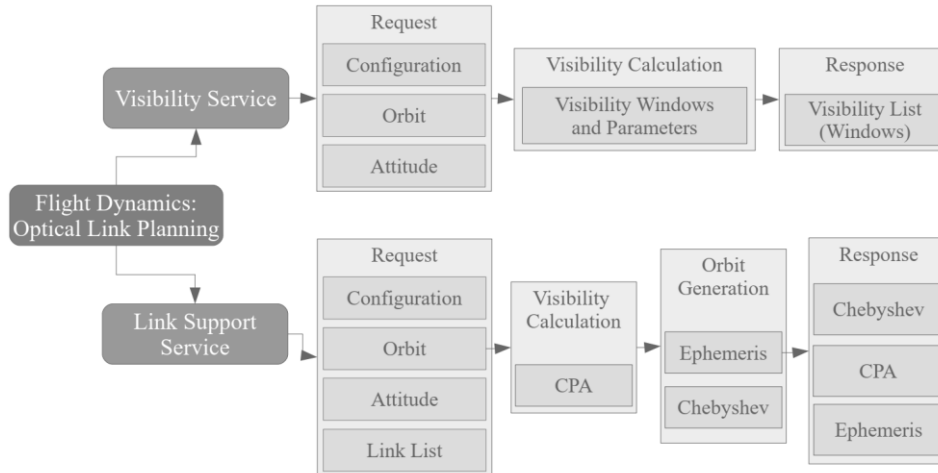 Flight Dynamics:
Optical Link Planning
Visibility Service
Request
Configuration
Orbit
Attitude
Visibility Calculation
Visibility Windows
and Parameters
Response
Visibility List
(Windows)
Link Support
Service
Request
Configuration
Orbit
Attitude
Link List
Visibility
Calculation
CPA
Orbit
Generation
Ephemeris
Chebyshev
Response
Chebyshev
CPA
Ephemeris